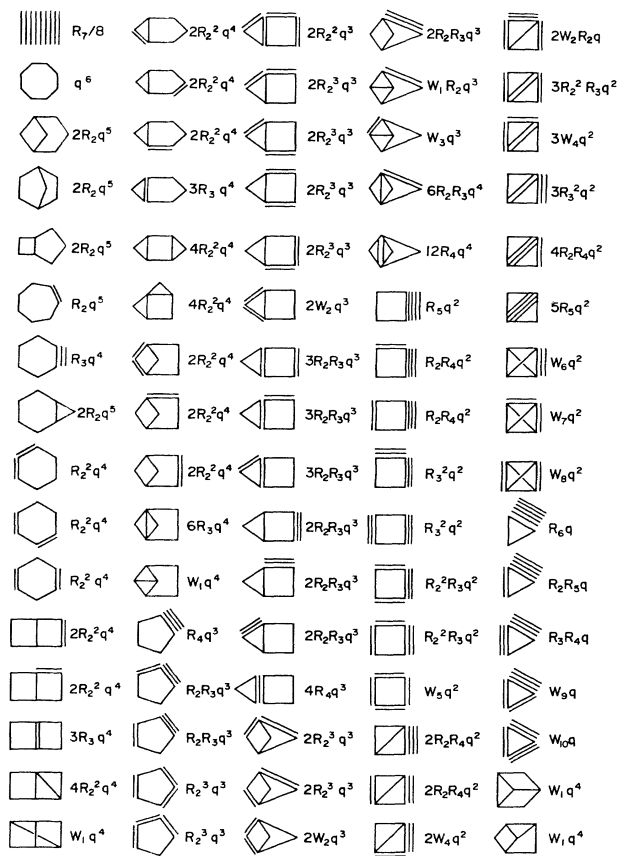 R₇/8
q⁶
2R₂q⁵
2R₂q⁵
2R₂q⁵
R₂q⁵
R₃q⁴
2R₂q⁵
R₂²q⁴
R₂²q⁴
R₂²q⁴
2R₂²q⁴
2R₂²q⁴
3R₃q⁴
4R₂²q⁴
W₁q⁴
2R₂²q⁴
2R₂²q⁴
2R₂²q⁴
3R₃q⁴
4R₂²q⁴
4R₂²q⁴
2R₂²q⁴
2R₂²q⁴
2R₂²q⁴
6R₃q⁴
W₁q⁴
R₄q³
R₂R₃q³
R₂R₃q³
R₂³q³
R₂³q³
2R₂²q³
2R₂³q³
2R₂³q³
2R₂³q³
2R₂³q³
2W₂q³
3R₂R₃q³
3R₂R₃q³
3R₂R₃q³
2R₂R₃q³
2R₂R₃q³
2R₂R₃q³
4R₄q³
2R₂³q³
2R₂³q³
2W₂q³
2R₂R₃q³
W₁R₂q³
W₃q³
6R₂R₃q⁴
12R₄q⁴
R₅q²
R₂R₄q²
R₂R₄q²
R₃²q²
R₃²q²
R₂²R₃q²
R₂²R₃q²
W₅q²
2R₂R₄q²
2R₂R₄q²
2W₄q²
2W₂R₂q
3R₂²R₃q²
3W₄q²
3R₃²q²
4R₂R₄q²
5R₅q²
W₆q²
W₇q²
W₈q²
R₆q
R₂R₅q
R₃R₄q
W₉q
W₁₀q
W₁q⁴
W₁q⁴